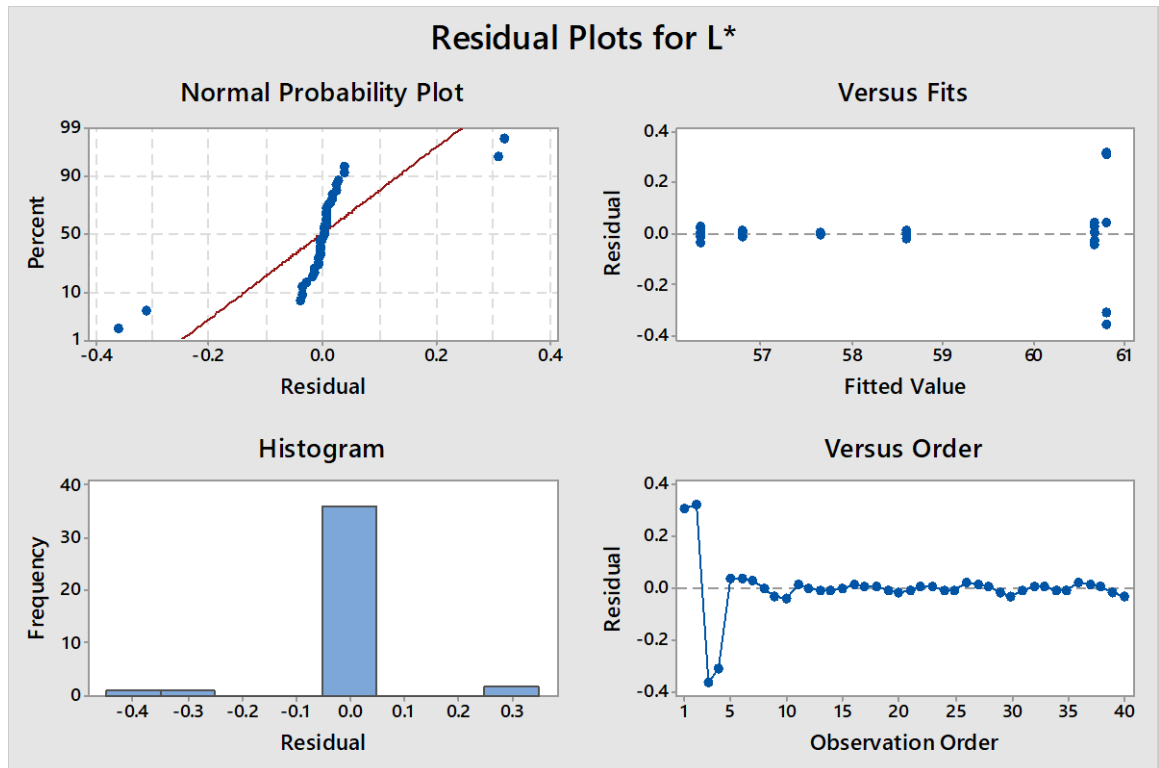 Residual Plots for L*
Normal Probability Plot
99
90
50
10
1
Percent
-0.4 -0.2 0.0 0.2 0.4
Residual
Versus Fits
0.4
0.2
0.0
-0.2
-0.4
Residual
57 58 59 60 61
Fitted Value
Histogram
40
30
20
10
0
Frequency
-0.4 -0.3 -0.2 -0.1 0.0 0.1 0.2 0.3
Residual
Versus Order
0.4
0.2
0.0
-0.2
-0.4
Residual
1 5 10 15 20 25 30 35 40
Observation Order